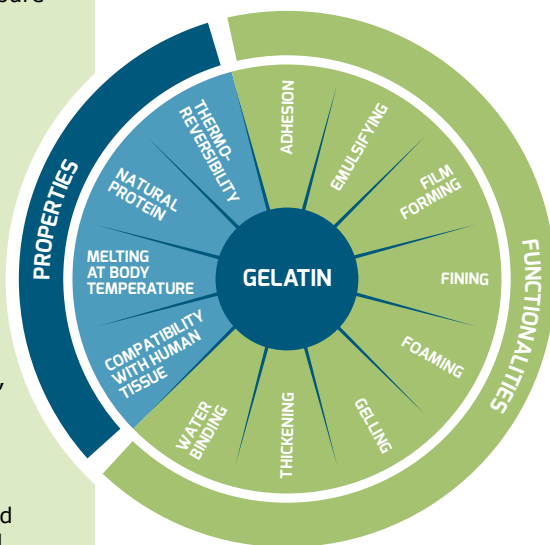 PROPERTIES
FUNCTIONALITIES
GELATIN
THERMO-
REVERSIBILITY
NATURAL
PROTEIN
MELTING
AT BODY
TEMPERATURE
COMPATIBILITY
WITH HUMAN
TISSUE
ADHESION
EMULSIFYING
FILM
FORMING
FINING
FOAMING
GELLING
THICKENING
WATER
BINDING